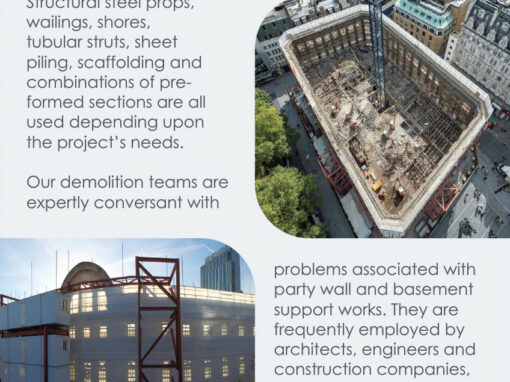 Structural steel props,
wailings, shores,
tubular struts, sheet
piling, scaffolding and
combinations of pre-
formed sections are all
used depending upon
the project’s needs.
Our demolition teams are
expertly conversant with
problems associated with
party wall and basement
support works. They are
frequently employed by
architects, engineers and
construction companies,